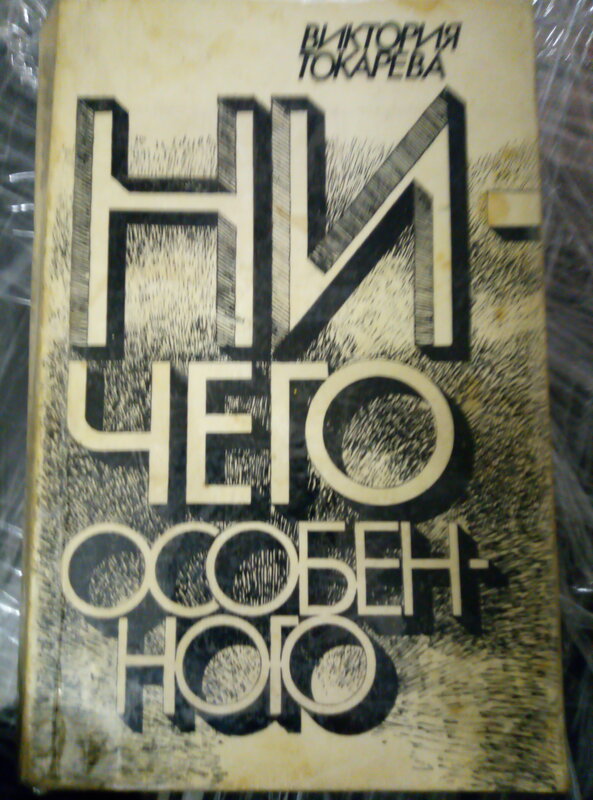 ВИКТОРИЯ
ТОКАРЕВА
НИ-
ЧЕГО
ОСОБЕН-
НОГО